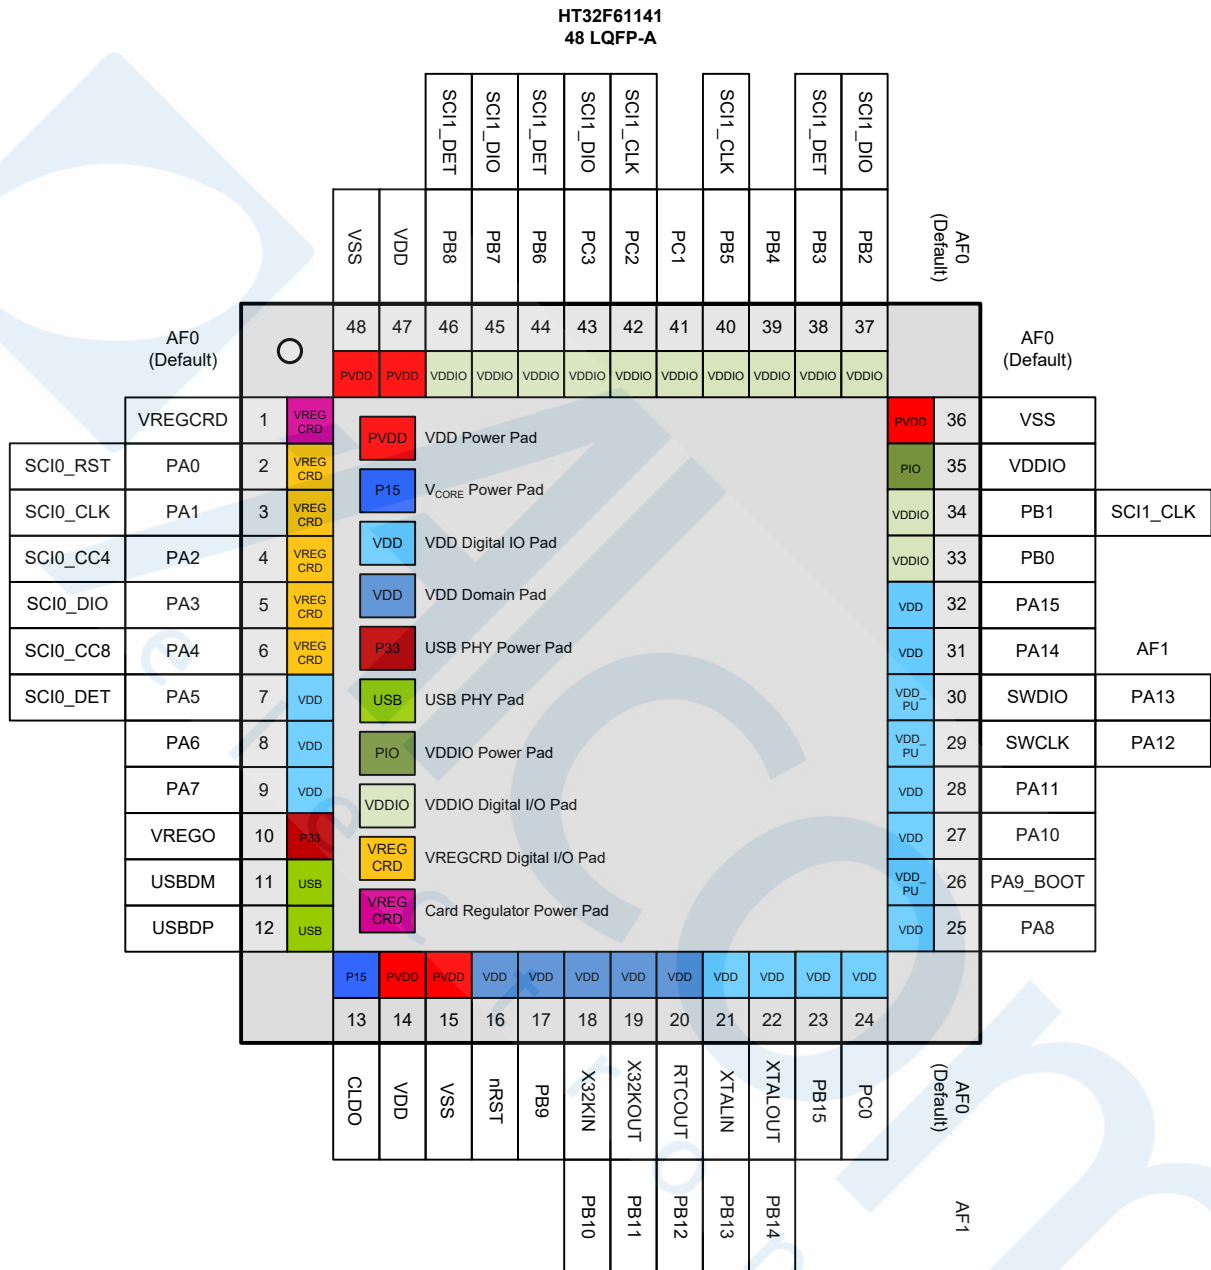 HT32F61141
48 LQFP-A
SCI1_DET
SCI1_DIO
SCI1_DET
SCI1_DIO
SCI1_CLK
SCI1_CLK
SCI1_DET
SCI1_DIO
VSS
VDD
PB8
PB7
PB6
PC3
PC2
PC1
PB5
PB4
PB3
PB2
AF0
(Default)
48 47 46 45 44 43 42 41 40 39 38 37
PVDD PVDD VDDIO VDDIO VDDIO VDDIO VDDIO VDDIO VDDIO VDDIO VDDIO VDDIO
AF0
(Default)
AF0
(Default)
VREGCRD 1 VREG CRD
SCI0_RST PA0 2 VREG CRD
SCI0_CLK PA1 3 VREG CRD
SCI0_CC4 PA2 4 VREG CRD
SCI0_DIO PA3 5 VREG CRD
SCI0_CC8 PA4 6 VREG CRD
SCI0_DET PA5 7 VDD
PA6 8 VDD
PA7 9 VDD
VREGO 10 P33
USBDM 11 USB
USBDP 12 USB
PVDD VDD Power Pad
P15 VCORE Power Pad
VDD VDD Digital IO Pad
VDD VDD Domain Pad
P33 USB PHY Power Pad
USB USB PHY Pad
PIO VDDIO Power Pad
VDDIO VDDIO Digital I/O Pad
VREG CRD VREGCRD Digital I/O Pad
VREG CRD Card Regulator Power Pad
PVDD 36 VSS
PIO 35 VDDIO
VDDIO 34 PB1 SCI1_CLK
VDDIO 33 PB0
VDD 32 PA15
VDD 31 PA14 AF1
VDD_PU 30 SWDIO PA13
VDD_PU 29 SWCLK PA12
VDD 28 PA11
VDD 27 PA10
VDD_PU 26 PA9_BOOT
VDD 25 PA8
P15 PVDD PVDD VDD VDD VDD VDD VDD VDD VDD VDD VDD
13 14 15 16 17 18 19 20 21 22 23 24
CLDO
VDD
VSS
nRST
PB9
X32KIN
X32KOUT
RTCOUT
XTALIN
XTALOUT
PB15
PC0
AF0
(Default)
PB10
PB11
PB12
PB13
PB14
AF1